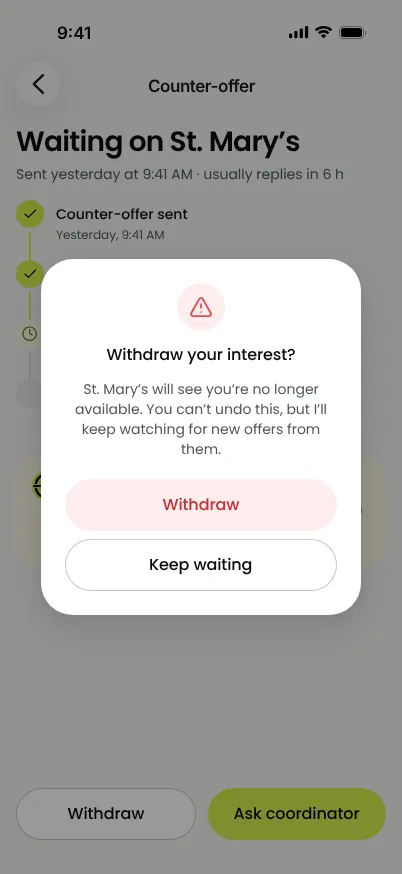 9:41
Counter-offer
Waiting on St. Mary’s
Sent yesterday at 9:41 AM · usually replies in 6 h
Counter-offer sent
Yesterday, 9:41 AM
Withdraw your interest?
St. Mary’s will see you’re no longer
available. You can’t undo this, but I’ll
keep watching for new offers from
them.
Withdraw
Keep waiting
Withdraw
Ask coordinator